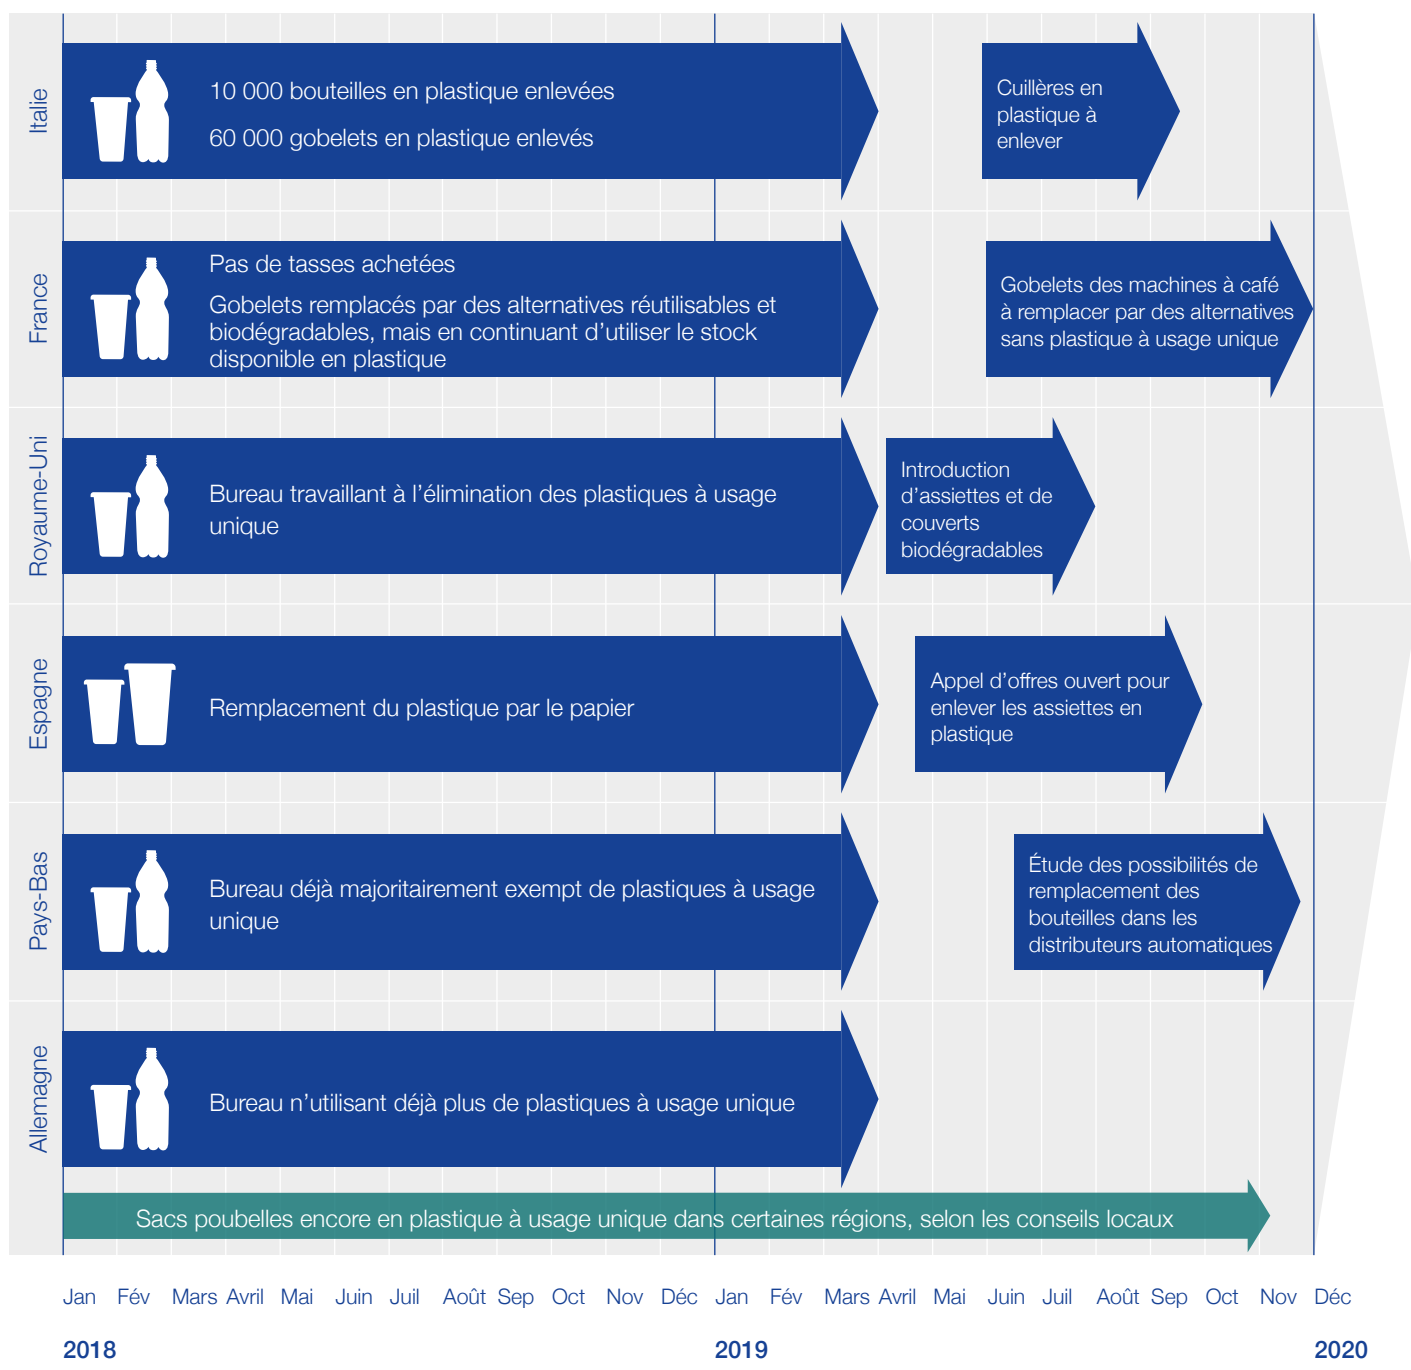 Italie
10 000 bouteilles en plastique enlevées
60 000 gobelets en plastique enlevés
Cuillères en
plastique à
enlever
France
Pas de tasses achetées
Gobelets remplacés par des alternatives réutilisables et
biodégradables, mais en continuant d’utiliser le stock
disponible en plastique
Gobelets des machines à café
à remplacer par des alternatives
sans plastique à usage unique
Royaume-Uni
Bureau travaillant à l’élimination des plastiques à usage
unique
Introduction
d’assiettes et de
couverts
biodégradables
Espagne
Remplacement du plastique par le papier
Appel d’offres ouvert pour
enlever les assiettes en
plastique
Pays-Bas
Bureau déjà majoritairement exempt de plastiques à usage
unique
Étude des possibilités de
remplacement des
bouteilles dans les
distributeurs automatiques
Allemagne
Bureau n’utilisant déjà plus de plastiques à usage unique
Sacs poubelles encore en plastique à usage unique dans certaines régions, selon les conseils locaux
Jan Fév Mars Avril Mai Juin Juil Août Sep Oct Nov Déc Jan Fév Mars Avril Mai Juin Juil Août Sep Oct Nov Déc
2018 2019 2020